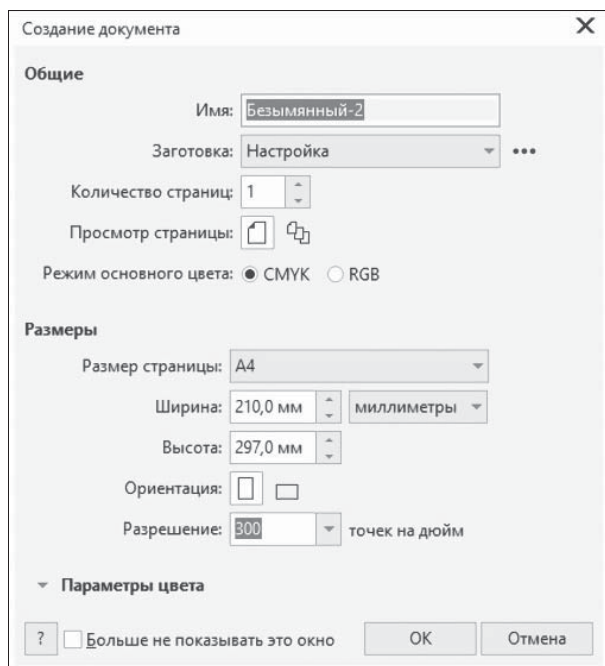 Создание документа
Общие
Имя: Безымянный-2
Заготовка: Настройка
Количество страниц: 1
Просмотр страницы:
Режим основного цвета: CMYK RGB
Размеры
Размер страницы: A4
Ширина: 210,0 мм миллиметры
Высота: 297,0 мм
Ориентация:
Разрешение: 300 точек на дюйм
Параметры цвета
? Больше не показывать это окно OK Отмена